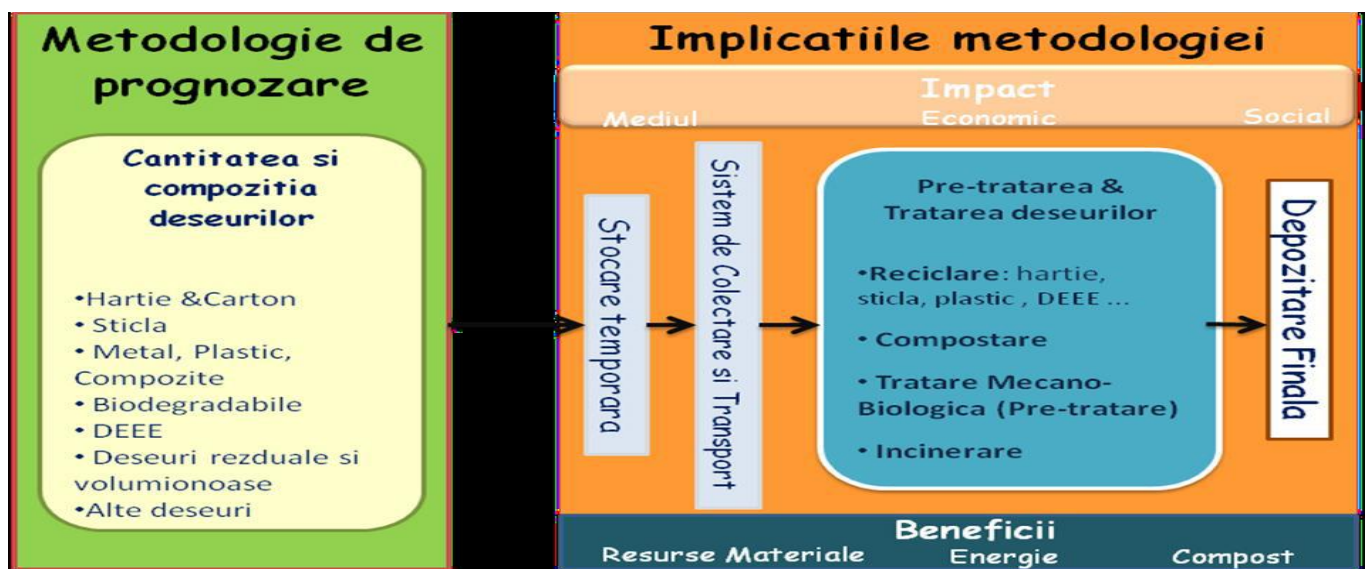 Metodologie de
prognozare
Cantitatea si
compozitia
deseurilor
•Hartie &Carton
• Sticla
• Metal, Plastic,
Compozite
• Biodegradabile
• DEEE
• Deseuri rezduale si
volumionoase
•Alte deseuri
Implicatiile metodologiei
Impact
Mediul Economic Social
Stocare temporara
Sistem de Colectare si Transport
Pre-tratarea &
Tratarea deseurilor
•Reciclare: hartie,
sticla, plastic , DEEE ...
• Compostare
• Tratare Mecano-
Biologica (Pre-tratare)
• Incinerare
Depozitare Finala
Beneficii
Resurse Materiale Energie Compost